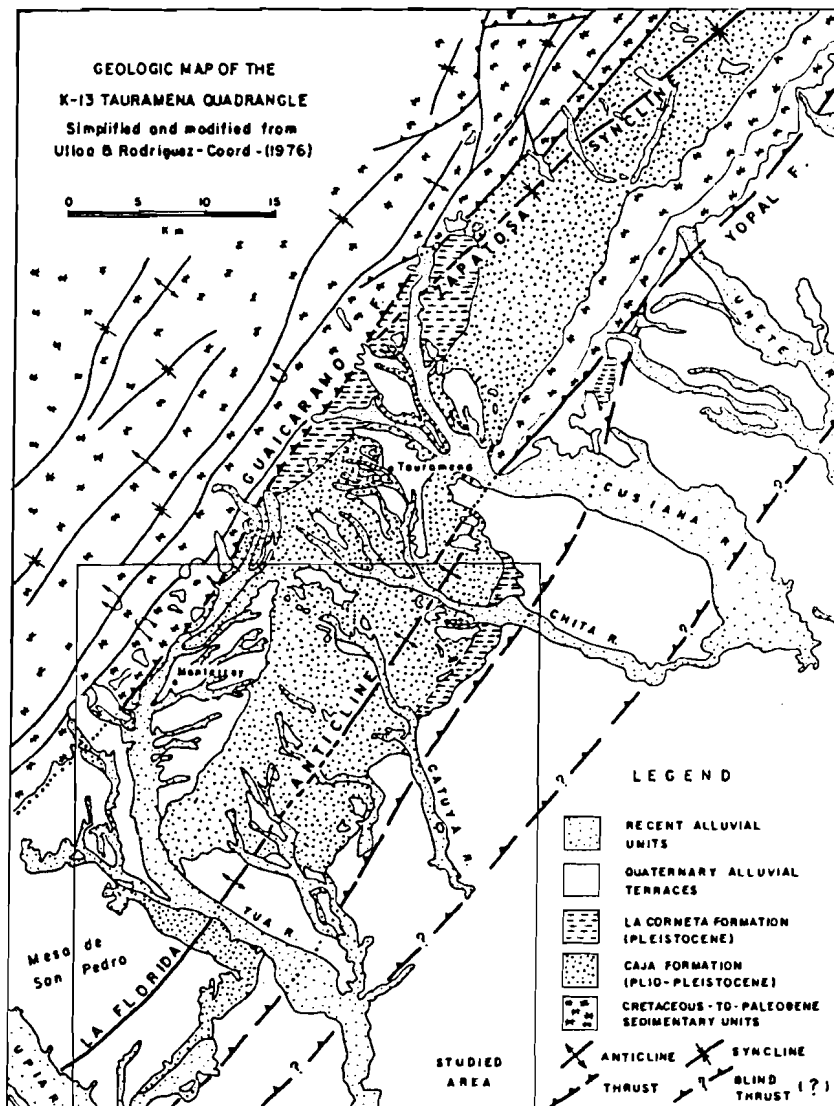 GEOLOGIC MAP OF THE
K-13 TAURAMENA QUADRANGLE
Simplified and modified from
Ulloa & Rodriguez-Coord-(1976)
0 5 10 15
Km
?
TAPATOSA SYNCLINE
YOPAL F.
GUAICARAMO F.
UNETE
Tauramena
CUSIANA R.
?
?
CHITA R.
?
Monterrey
LA FLORIDA ANTICLINE
CATUYA R.
(?)
TUA R.
Mesa de
San Pedro
UPIA R.
(?)
STUDIED
AREA
LEGEND
RECENT ALLUVIAL
UNITS
QUATERNARY ALLUVIAL
TERRACES
LA CORNETA FORMATION
(PLEISTOCENE)
CAJA FORMATION
(PLIO-PLEISTOCENE)
CRETACEOUS-TO-PALEOGENE
SEDIMENTARY UNITS
ANTICLINE SYNCLINE
THRUST ? BLIND
THRUST (?)